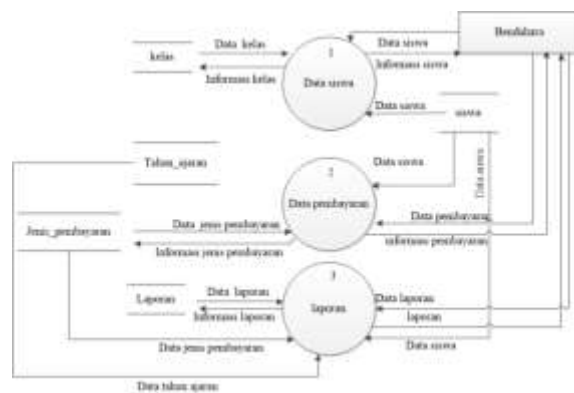 Bendahara
1
Data kelas
Data siswa
kelas
Informasi kelas
Data siswa
Informasi siswa
Data siswa
siswa
Tahun_ajaran
2
Data siswa
Data siswa
Data pembayaran
Jenis_pembayaran
Data jenis pembayaran
Data pembayaran
Informasi jenis pembayaran
informasi pembayaran
3
Data laporan
Laporan
laporan
Data laporan
Informasi laporan
laporan
Data jenis pembayaran
Data siswa
Data tahun ajaran